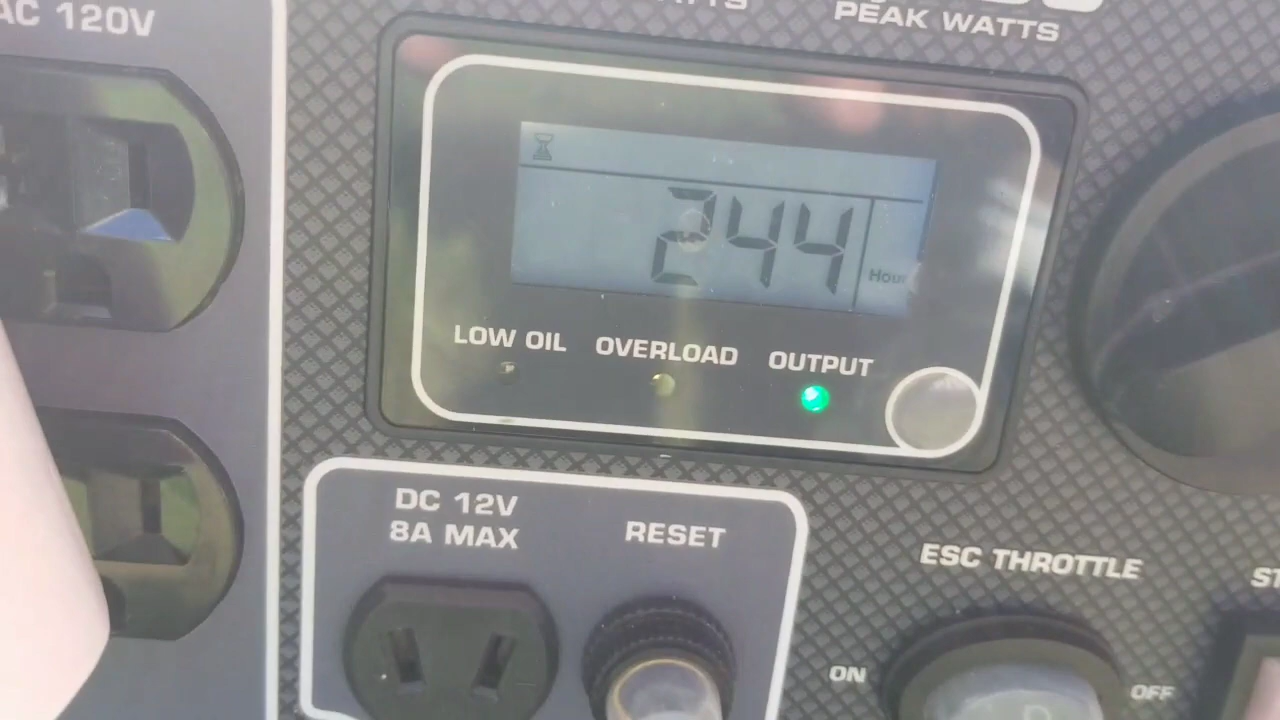 AC 120V
PEAK WATTS
244
Hour
LOW OIL
OVERLOAD
OUTPUT
DC 12V
8A MAX
RESET
ESC THROTTLE
ON
OFF